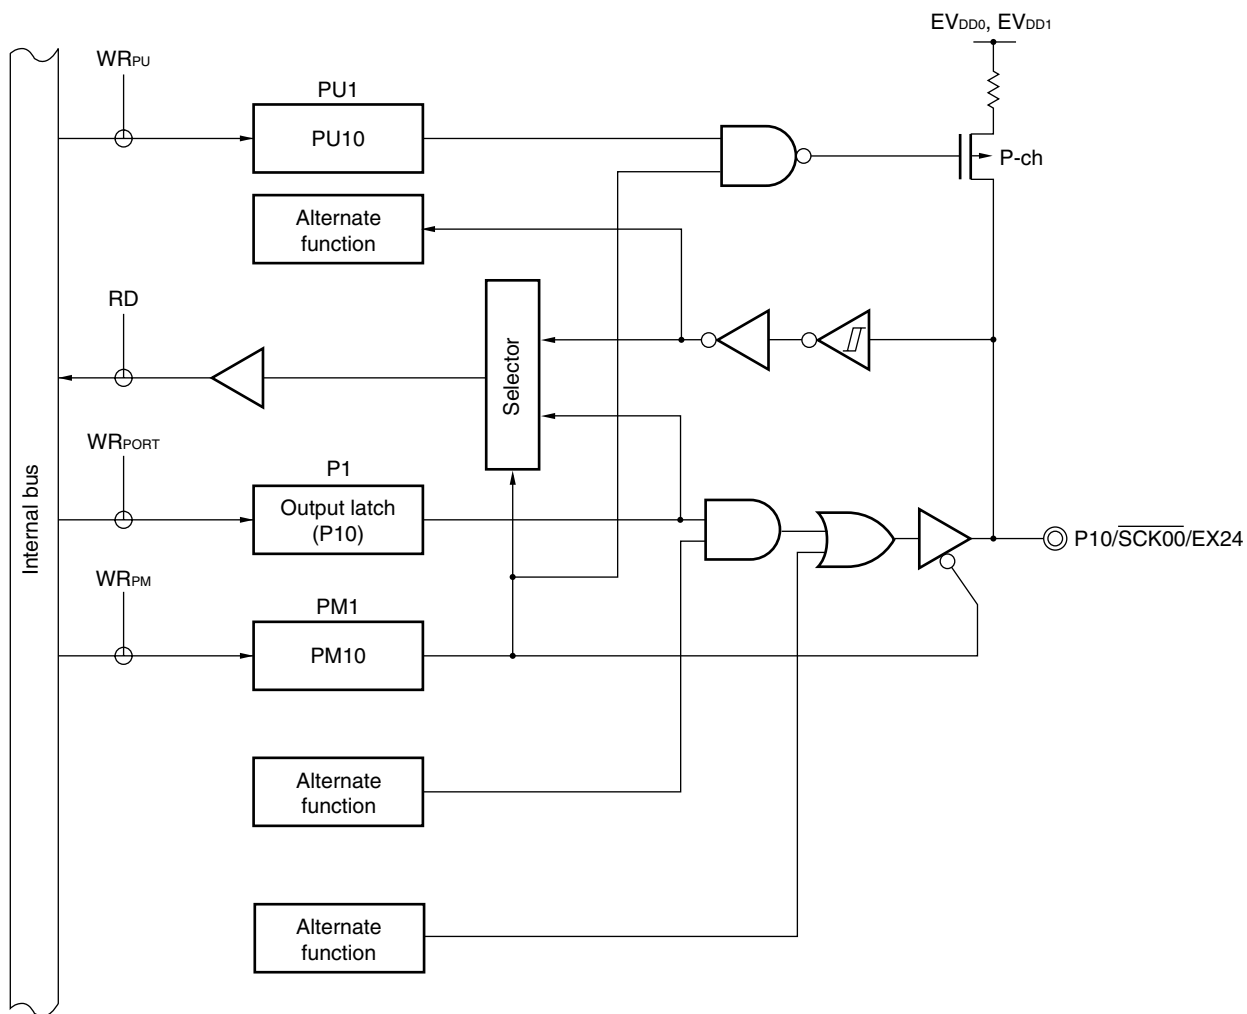 EVDD0, EVDD1
WRPU
PU1
PU10
P-ch
Alternate
function
RD
Selector
WRPORT
P1
Internal bus
Output latch
(P10)
P10/SCK00/EX24
WRPM
PM1
PM10
Alternate
function
Alternate
function